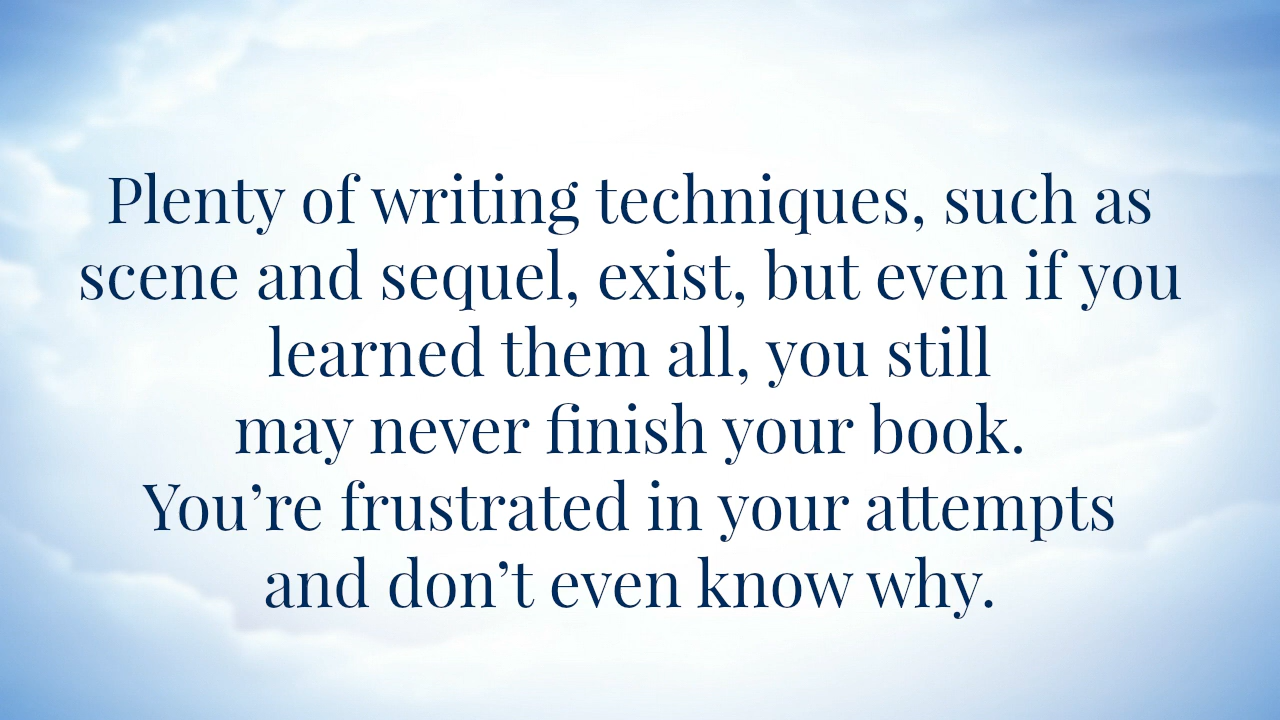 Plenty of writing techniques, such as
scene and sequel, exist, but even if you
learned them all, you still
may never finish your book.
You’re frustrated in your attempts
and don’t even know why.